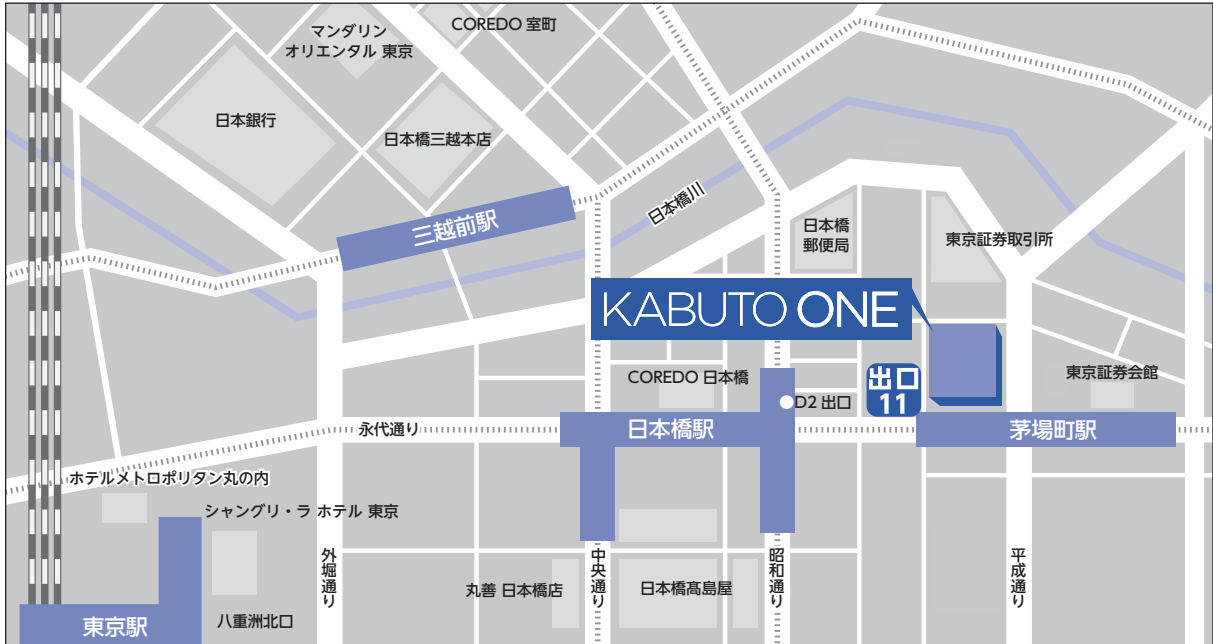 COREDO 室町
マンダリン
オリエンタル 東京
日本銀行
日本橋三越本店
三越前駅
日本橋川
日本橋
郵便局
東京証券取引所
KABUTO ONE
COREDO 日本橋
出口
11
D2 出口
東京証券会館
永代通り
日本橋駅
茅場町駅
ホテルメトロポリタン丸の内
シャングリ・ラ ホテル 東京
外堀通り
中央通り
昭和通り
平成通り
丸善 日本橋店
日本橋髙島屋
東京駅
八重洲北口